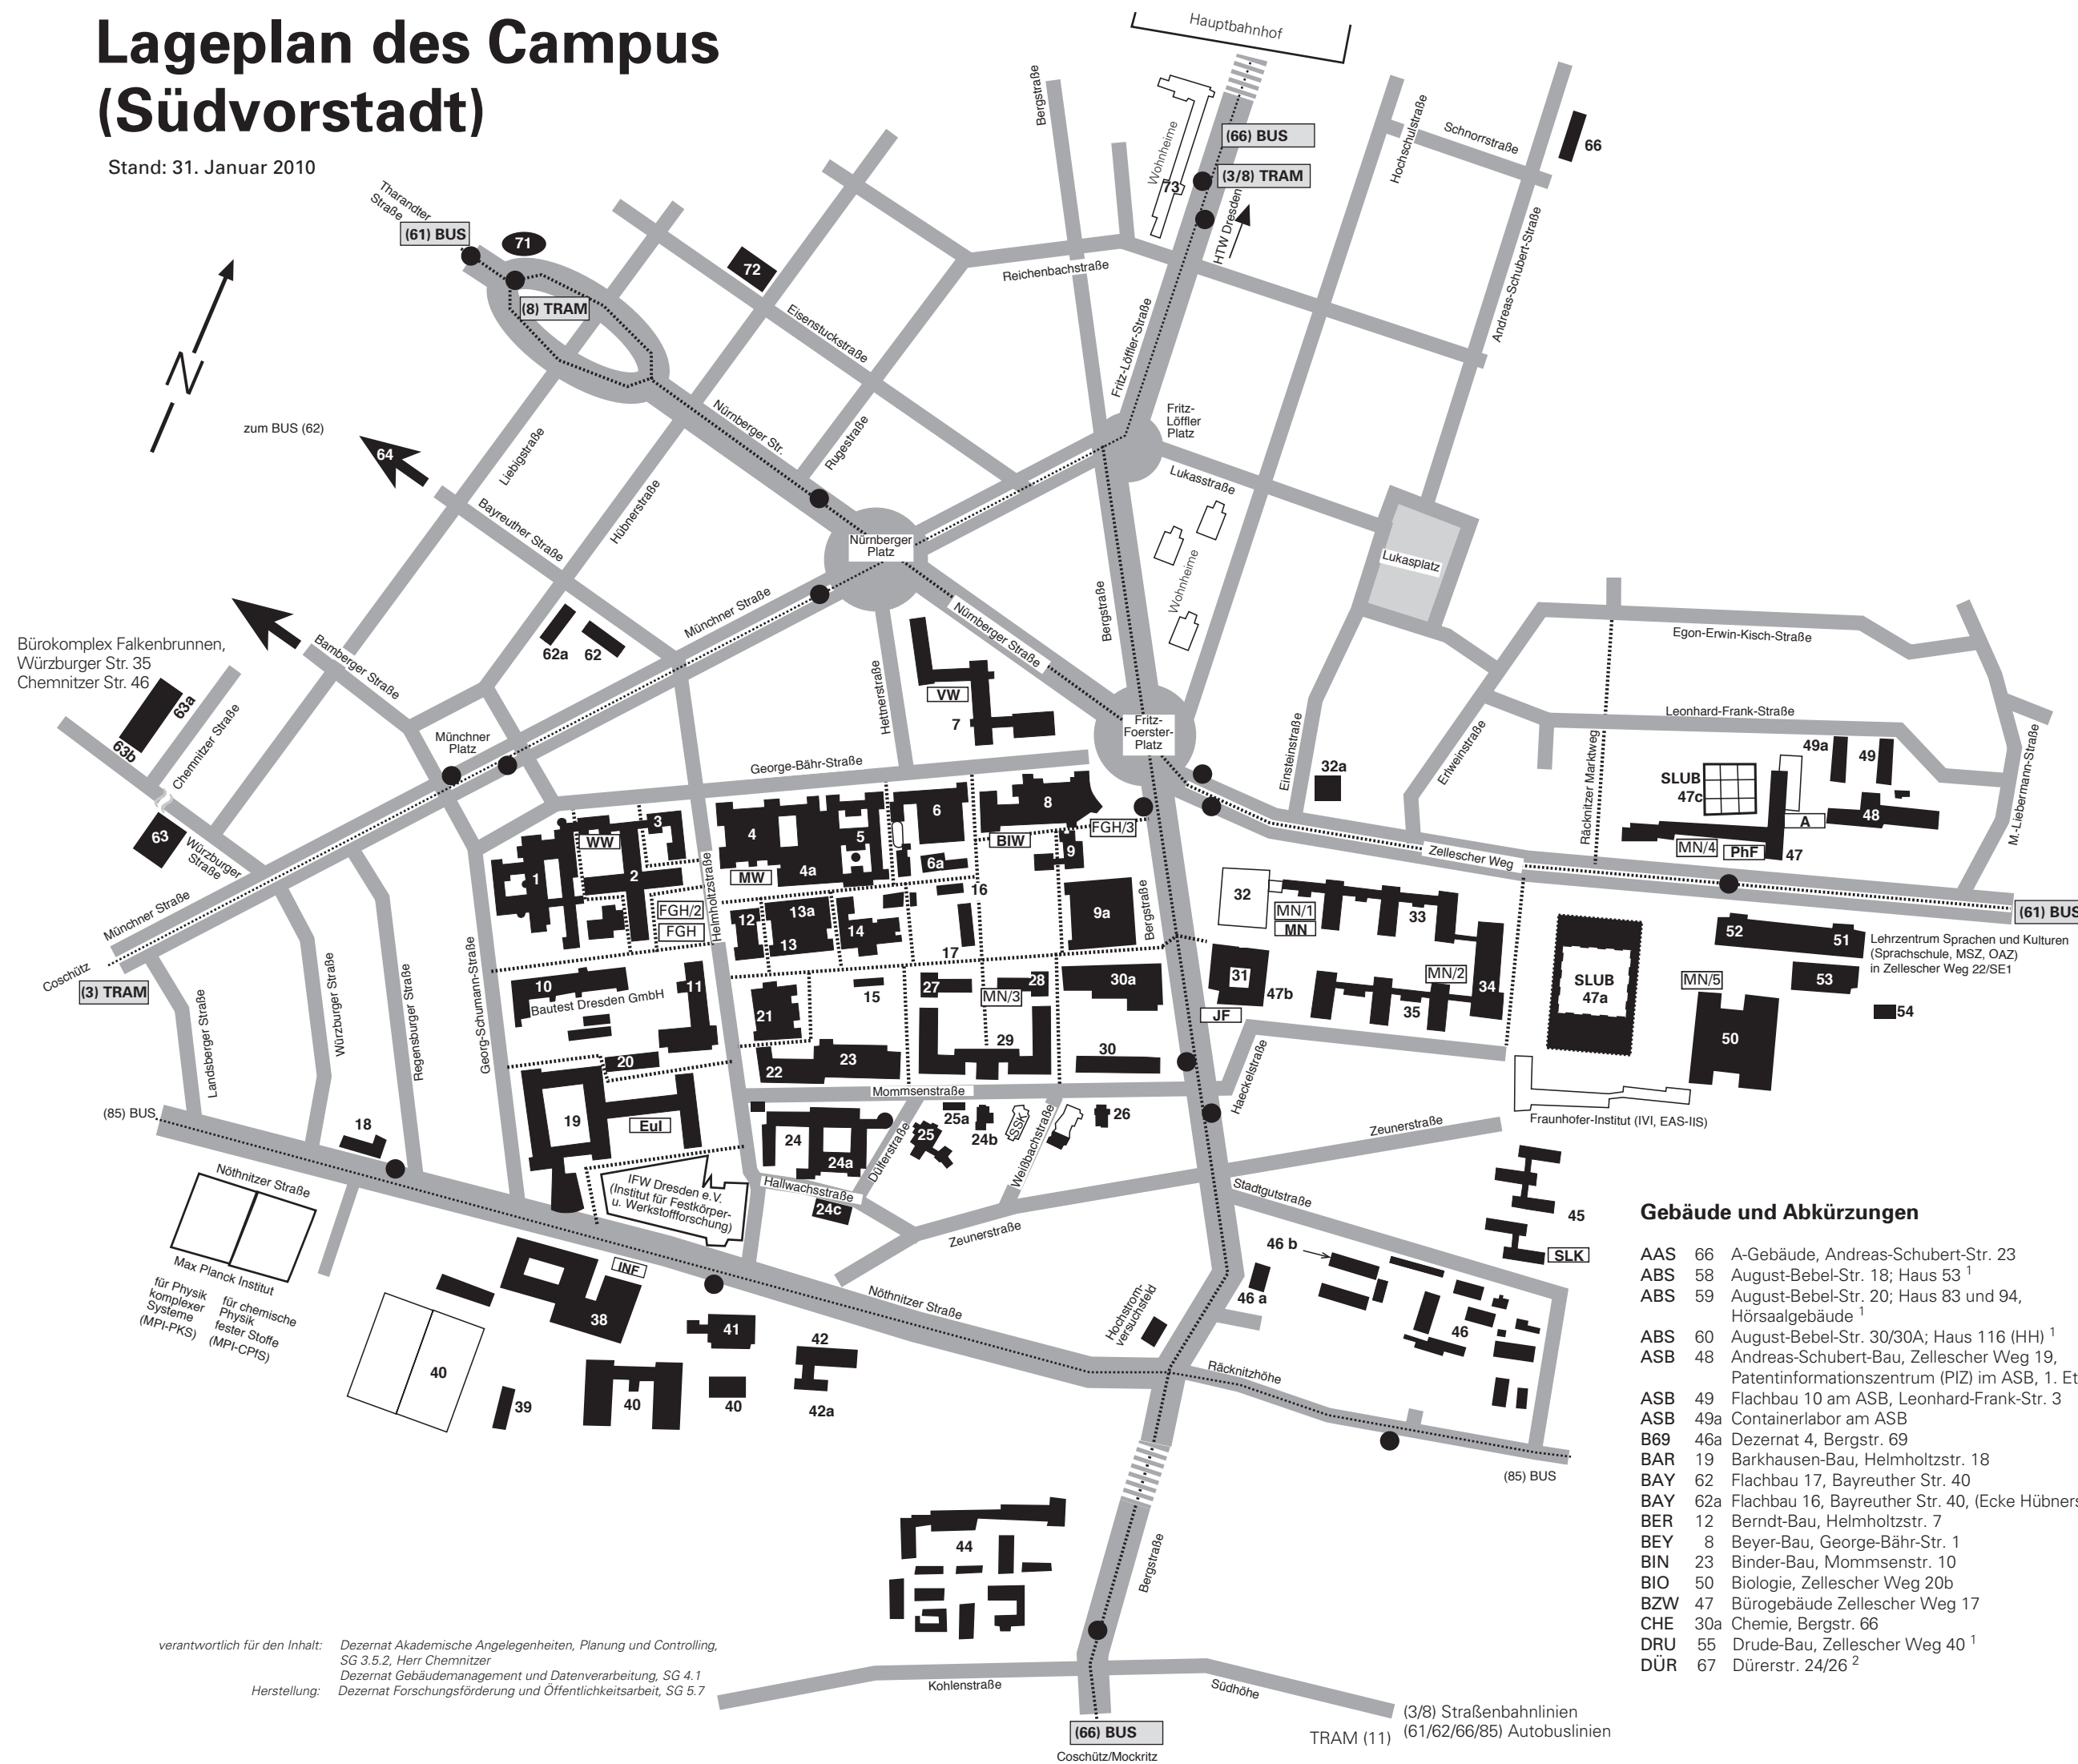 Lageplan des Campus
(Südvorstadt)
Stand: 31. Januar 2010
Hauptbahnhof
Bergstraße
Wohnheime
73
(66) BUS
(3/8) TRAM
HTW Dresden
Hochschulstraße
Schnorrstraße
66
Andreas-Schubert-Straße
Tharandter
Straße
(61) BUS
71
(8) TRAM
72
Eisenstuckstraße
Reichenbachstraße
Fritz-Löffler-Straße
N
zum BUS (62)
64
Liebigstraße
Nürnberger Str.
Rugestraße
Fritz-
Löffler
Platz
Lukasstraße
Bayreuther Straße
Hübnerstraße
Nürnberger
Platz
Lukasplatz
Wohnheime
Bergstraße
Münchner Straße
Nürnberger Straße
Egon-Erwin-Kisch-Straße
Bürokomplex Falkenbrunnen,
Würzburger Str. 35
Chemnitzer Str. 46
Bamberger Straße
62a
62
63a
63b
Chemnitzer Straße
Hettnerstraße
VW
7
Fritz-
Foerster-
Platz
Leonhard-Frank-Straße
Münchner
Platz
George-Bähr-Straße
Einsteinstraße
32a
Erlweinstraße
Räcknitzer Marktweg
SLUB
47c
49a
49
M.-Liebermann-Straße
63
Würzburger
Straße
WW
3
4
5
6
8
FGH/3
BIW
9
A
48
MN/4
PhF
47
1
2
MW
4a
6a
16
Zellescher Weg
Münchner Straße
FGH/2
FGH
Helmholtzstraße
12
13a
13
14
17
9a
Bergstraße
32
MN/1
MN
33
(61) BUS
52
51
Lehrzentrum Sprachen und Kulturen
(Sprachschule, MSZ, OAZ)
in Zellescher Weg 22/SE1
Coschütz
(3) TRAM
Landsberger Straße
Würzburger Straße
Regensburger Straße
Georg-Schumann-Straße
10
Bautest Dresden GmbH
11
21
15
27
28
MN/3
30a
31
47b
JF
MN/2
34
35
SLUB
47a
MN/5
53
54
50
20
22
23
29
30
Mommsenstraße
Haeckelstraße
Fraunhofer-Institut (IVI, EAS-IIS)
(85) BUS
18
19
EuI
24
24a
Dülferstraße
25
25a
24b
SSK
Weißbachstraße
26
Zeunerstraße
Nöthnitzer Straße
IFW Dresden e.V.
(Institut für Festkörper-
u. Werkstoffforschung)
Hallwachsstraße
24c
Zeunerstraße
Stadtgutstraße
45
SLK
Max Planck Institut
für Physik
komplexer
Systeme
(MPI-PKS)
für chemische
Physik
fester Stoffe
(MPI-CPfS)
INF
38
Nöthnitzer Straße
Hochstrom-
versuchsfeld
46 b
46 a
46
40
39
40
41
40
42
42a
Räcknitzhöhe
(85) BUS
44
Bergstraße
Kohlenstraße
Südhöhe
(66) BUS
Coschütz/Mockritz
TRAM (11)
(3/8) Straßenbahnlinien
(61/62/66/85) Autobuslinien
verantwortlich für den Inhalt: Dezernat Akademische Angelegenheiten, Planung und Controlling,
SG 3.5.2, Herr Chemnitzer
Dezernat Gebäudemanagement und Datenverarbeitung, SG 4.1
Herstellung: Dezernat Forschungsförderung und Öffentlichkeitsarbeit, SG 5.7
Gebäude und Abkürzungen
AAS 66 A-Gebäude, Andreas-Schubert-Str. 23
ABS 58 August-Bebel-Str. 18; Haus 53 1
ABS 59 August-Bebel-Str. 20; Haus 83 und 94,
Hörsaalgebäude 1
ABS 60 August-Bebel-Str. 30/30A; Haus 116 (HH) 1
ASB 48 Andreas-Schubert-Bau, Zellescher Weg 19,
Patentinformationszentrum (PIZ) im ASB, 1. Et
ASB 49 Flachbau 10 am ASB, Leonhard-Frank-Str. 3
ASB 49a Containerlabor am ASB
B69 46a Dezernat 4, Bergstr. 69
BAR 19 Barkhausen-Bau, Helmholtzstr. 18
BAY 62 Flachbau 17, Bayreuther Str. 40
BAY 62a Flachbau 16, Bayreuther Str. 40, (Ecke Hübners
BER 12 Berndt-Bau, Helmholtzstr. 7
BEY 8 Beyer-Bau, George-Bähr-Str. 1
BIN 23 Binder-Bau, Mommsenstr. 10
BIO 50 Biologie, Zellescher Weg 20b
BZW 47 Bürogebäude Zellescher Weg 17
CHE 30a Chemie, Bergstr. 66
DRU 55 Drude-Bau, Zellescher Weg 40 1
DÜR 67 Dürerstr. 24/26 2